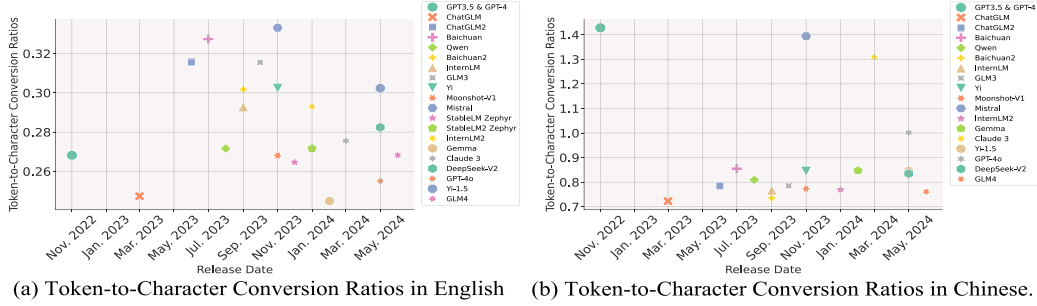 Token-to-Character Conversion Ratios
0.32
0.30
0.28
0.26
Nov. 2022
Jan. 2023
Mar. 2023
May. 2023
Jul. 2023
Sep. 2023
Nov. 2023
Jan. 2024
Mar. 2024
May. 2024
Release Date
GPT3.5 & GPT-4
ChatGLM
ChatGLM2
Baichuan
Qwen
Baichuan2
InternLM
GLM3
Yi
Moonshot-V1
Mistral
StableLM Zephyr
StableLM2 Zephyr
InternLM2
Gemma
Claude 3
DeepSeek-V2
GPT-4o
Yi-1.5
GLM4
(a) Token-to-Character Conversion Ratios in English
Token-to-Character Conversion Ratios
1.4
1.3
1.2
1.1
1.0
0.9
0.8
0.7
Nov. 2022
Jan. 2023
Mar. 2023
May. 2023
Jul. 2023
Sep. 2023
Nov. 2023
Jan. 2024
Mar. 2024
May. 2024
Release Date
GPT3.5 & GPT-4
ChatGLM
ChatGLM2
Baichuan
Qwen
Baichuan2
InternLM
GLM3
Yi
Moonshot-V1
Mistral
InternLM2
Gemma
Claude 3
Yi-1.5
GPT-4o
DeepSeek-V2
GLM4
(b) Token-to-Character Conversion Ratios in Chinese.